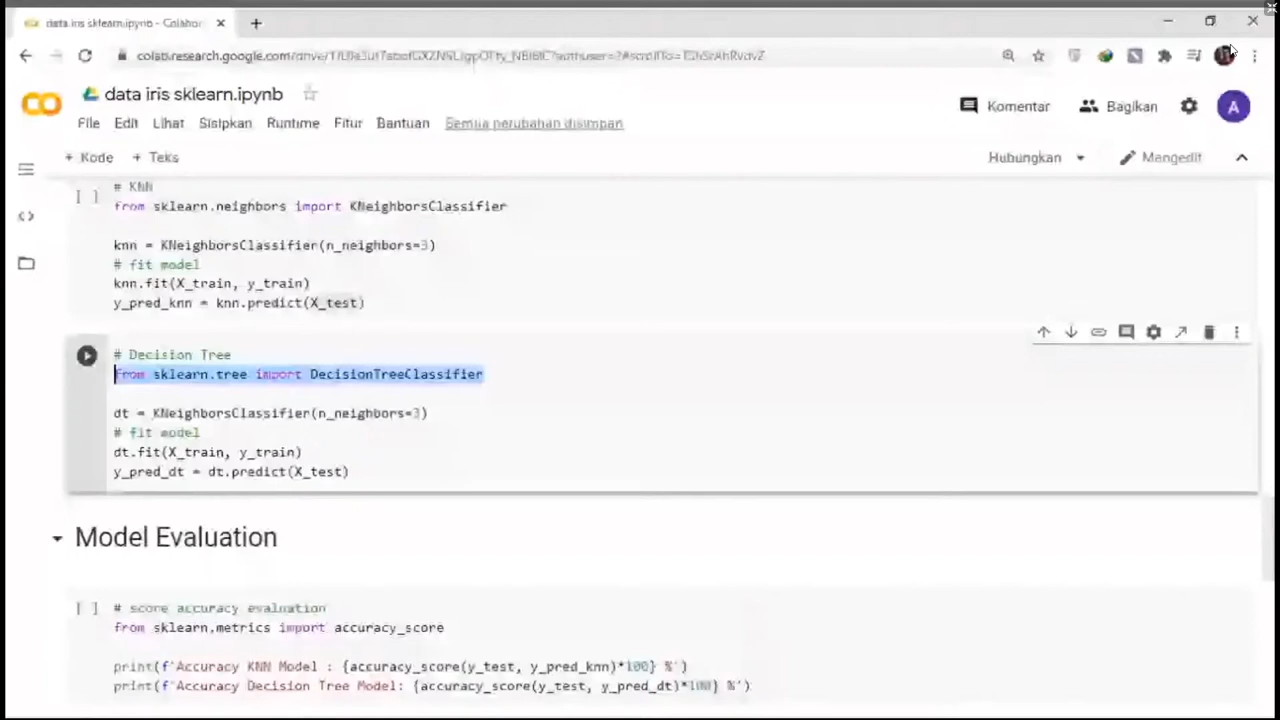 data iris sklearn.ipynb - Colabor
data iris sklearn.ipynb
File Edit Lihat Sisipkan Runtime Fitur Bantuan Semua perubahan disimpan
Komentar Bagikan A
+ Kode + Teks Hubungkan Mengedit
[ ] # KNN
from sklearn.neighbors import KNeighborsClassifier
knn = KNeighborsClassifier(n_neighbors=3)
# fit model
knn.fit(X_train, y_train)
y_pred_knn = knn.predict(X_test)
# Decision Tree
from sklearn.tree import DecisionTreeClassifier
dt = KNeighborsClassifier(n_neighbors=3)
# fit model
dt.fit(X_train, y_train)
y_pred_dt = dt.predict(X_test)
Model Evaluation
[ ] # score accuracy evaluation
from sklearn.metrics import accuracy_score
print(f'Accuracy KNN Model : {accuracy_score(y_test, y_pred_knn)*100} %')
print(f'Accuracy Decision Tree Model: {accuracy_score(y_test, y_pred_dt)*100} %')